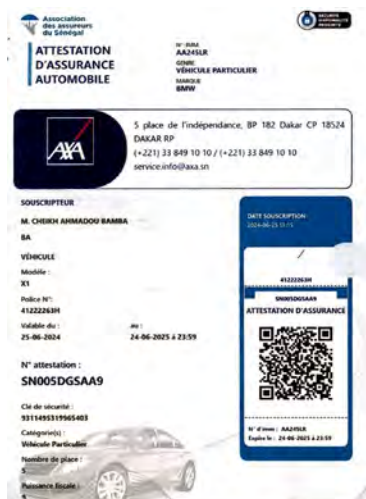 Association
des assureurs
du Sénégal
ATTESTATION
D'ASSURANCE
AUTOMOBILE
AA245LR
GENRE
VÉHICULE PARTICULIER
MARQUE
BMW
AXA
5 place de l'indépendance, BP 182 Dakar CP 18524
DAKAR RP
(+221) 33 849 10 10 / (+221) 33 849 10 10
service.info@axa.sn
SOUSCRIPTEUR
M. CHEIKH AHMADOU BAMBA
BA
VÉHICULE
Modèle :
X1
Police N°:
41222263H
Valable du :
au :
25-06-2024
24-06-2025 à 23:59
N° attestation :
SN005DGSAA9
Clé de sécurité :
9311495319965403
Catégorie(s) :
Véhicule Particulier
Nombre de place :
5
Puissance fiscale :
DATE SOUSCRIPTION
41222263H
SN005DGSAA9
ATTESTATION D'ASSURANCE
N° d'imm : AA245LR
Expire le : 24-06-2025 à 23:59